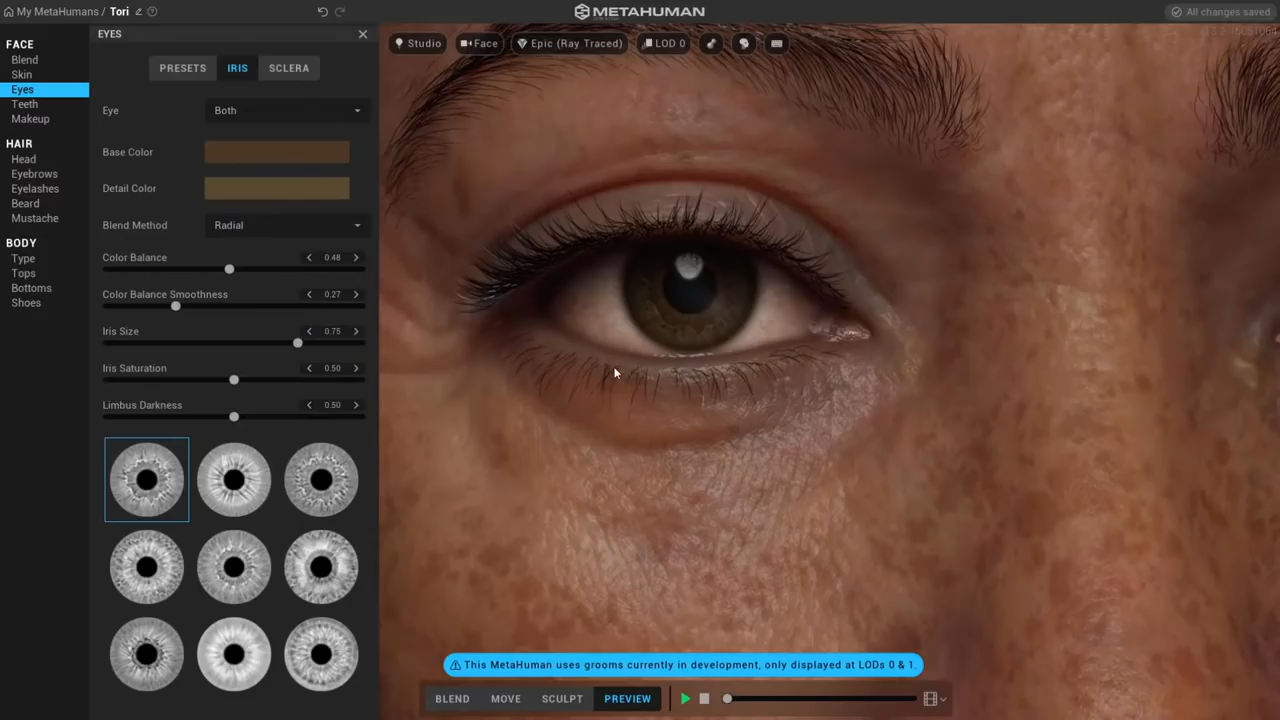 My MetaHumans / Tori
METAHUMAN
All changes saved
FACE
Blend
Skin
Eyes
Teeth
Makeup
HAIR
Head
Eyebrows
Eyelashes
Beard
Mustache
BODY
Type
Tops
Bottoms
Shoes
EYES
PRESETS IRIS SCLERA
Eye Both
Base Color
Detail Color
Blend Method Radial
Color Balance 0.48
Color Balance Smoothness 0.27
Iris Size 0.75
Iris Saturation 0.50
Limbus Darkness 0.50
Studio Face Epic (Ray Traced) LOD 0
This MetaHuman uses grooms currently in development, only displayed at LODs 0 & 1.
BLEND MOVE SCULPT PREVIEW